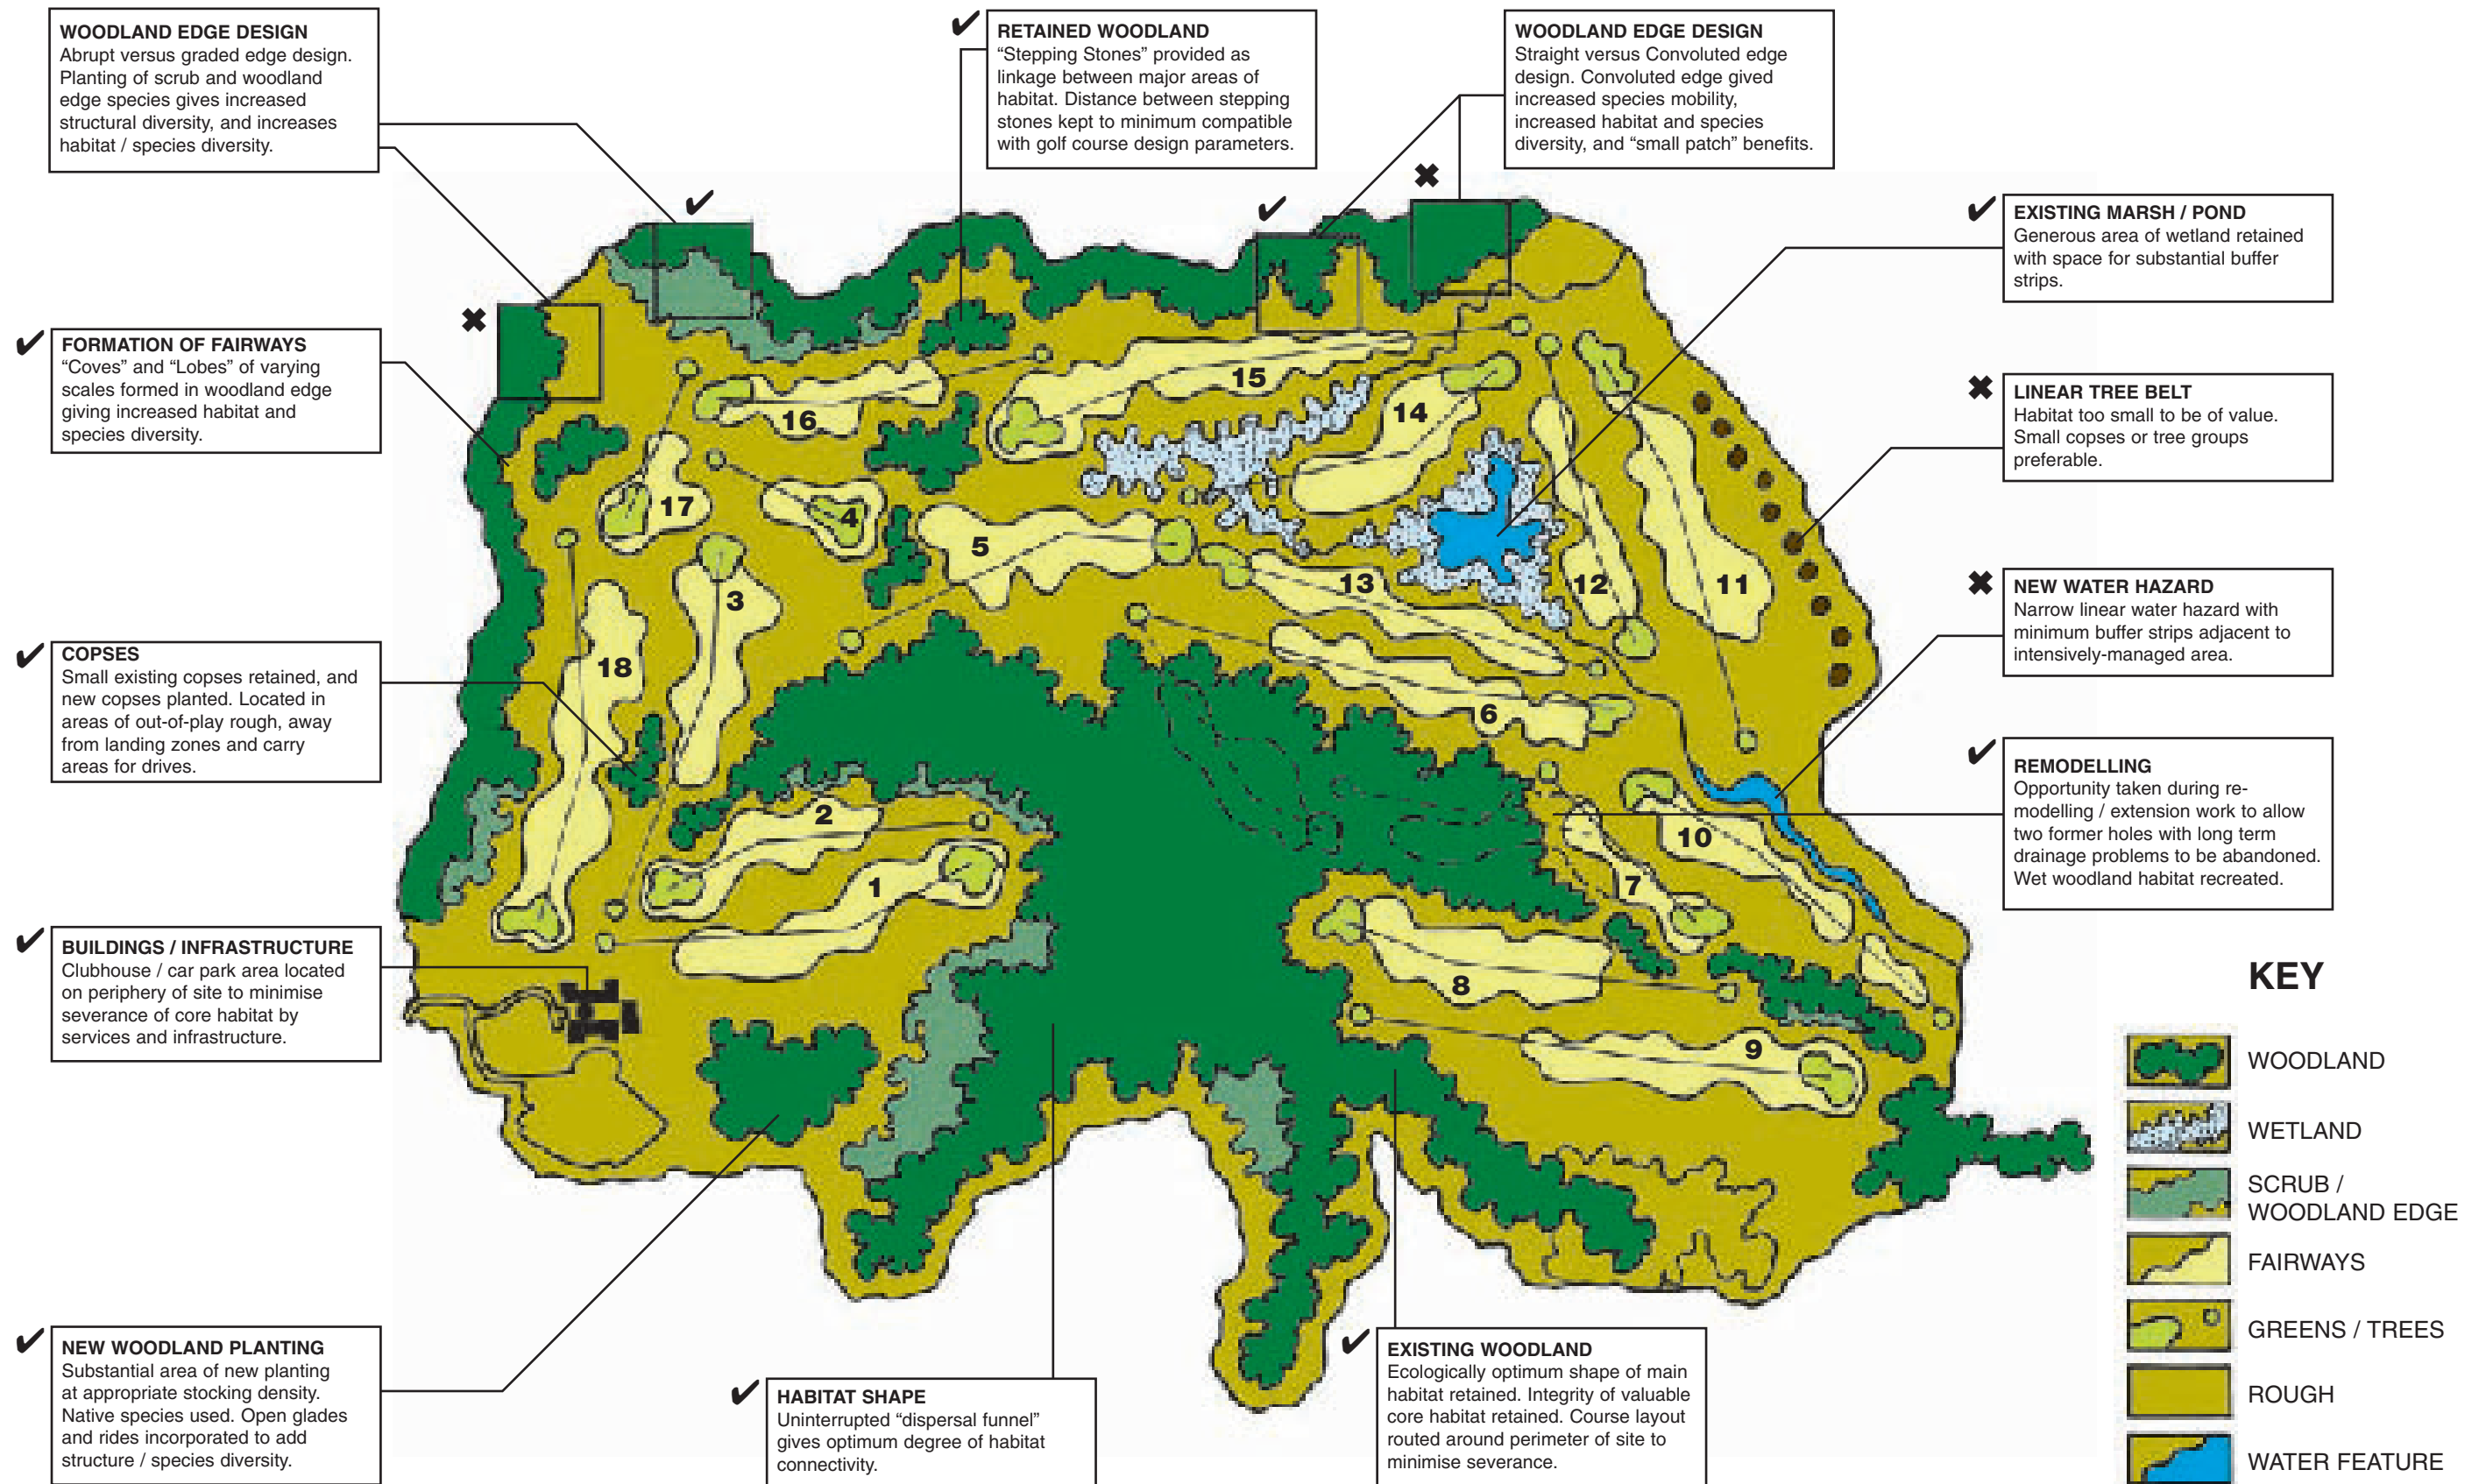 WOODLAND EDGE DESIGN
Abrupt versus graded edge design.
Planting of scrub and woodland
edge species gives increased
structural diversity, and increases
habitat / species diversity.
✔ RETAINED WOODLAND
“Stepping Stones” provided as
linkage between major areas of
habitat. Distance between stepping
stones kept to minimum compatible
with golf course design parameters.
WOODLAND EDGE DESIGN
Straight versus Convoluted edge
design. Convoluted edge gived
increased species mobility,
increased habitat and species
diversity, and “small patch” benefits.
✔ EXISTING MARSH / POND
Generous area of wetland retained
with space for substantial buffer
strips.
✔ FORMATION OF FAIRWAYS
“Coves” and “Lobes” of varying
scales formed in woodland edge
giving increased habitat and
species diversity.
✖ LINEAR TREE BELT
Habitat too small to be of value.
Small copses or tree groups
preferable.
✖ NEW WATER HAZARD
Narrow linear water hazard with
minimum buffer strips adjacent to
intensively-managed area.
✔ COPSES
Small existing copses retained, and
new copses planted. Located in
areas of out-of-play rough, away
from landing zones and carry
areas for drives.
✔ REMODELLING
Opportunity taken during re-
modelling / extension work to allow
two former holes with long term
drainage problems to be abandoned.
Wet woodland habitat recreated.
✔ BUILDINGS / INFRASTRUCTURE
Clubhouse / car park area located
on periphery of site to minimise
severance of core habitat by
services and infrastructure.
✔ NEW WOODLAND PLANTING
Substantial area of new planting
at appropriate stocking density.
Native species used. Open glades
and rides incorporated to add
structure / species diversity.
✔ HABITAT SHAPE
Uninterrupted “dispersal funnel”
gives optimum degree of habitat
connectivity.
✔ EXISTING WOODLAND
Ecologically optimum shape of main
habitat retained. Integrity of valuable
core habitat retained. Course layout
routed around perimeter of site to
minimise severance.
✔
✔
✖
✖
15
16
14
17
4
5
13
12
11
3
18
6
2
10
1
7
8
9
KEY
WOODLAND
WETLAND
SCRUB /
WOODLAND EDGE
FAIRWAYS
GREENS / TREES
ROUGH
WATER FEATURE